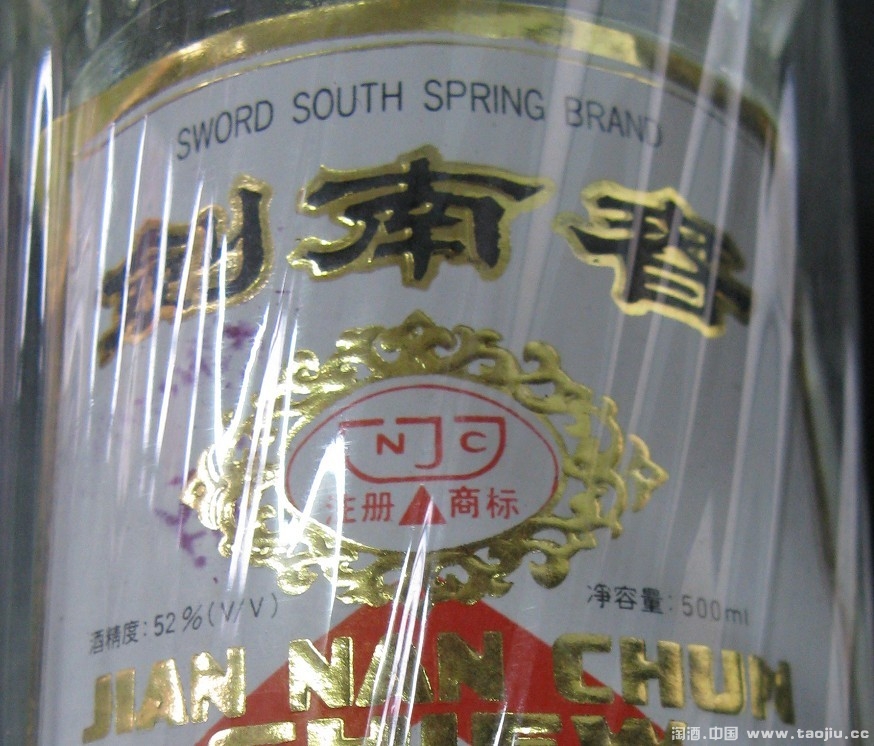 SWORD SOUTH SPRING BRAND
剑南春
NJC
注册 商标
酒精度:52%(V/V) 净容量:500ml
JIAN NAN CHUN
CHIEW
淘酒.中国 www.taojiu.cc